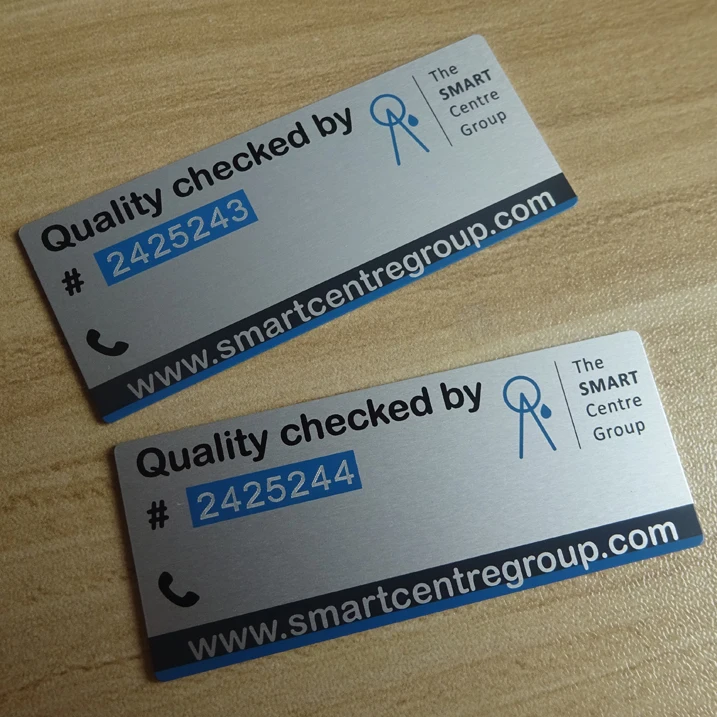 Quality checked by
# 2425243
www.smartcentregroup.com
The
SMART
Centre
Group
Quality checked by
# 2425244
www.smartcentregroup.com
The
SMART
Centre
Group